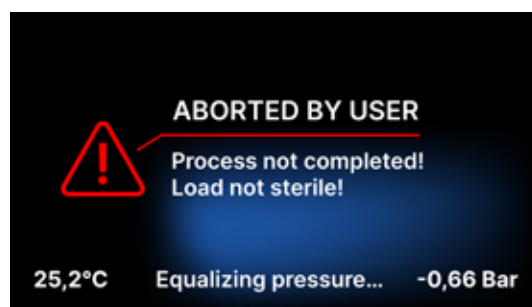 ABORTED BY USER
Process not completed!
Load not sterile!
25,2°C Equalizing pressure... -0,66 Bar